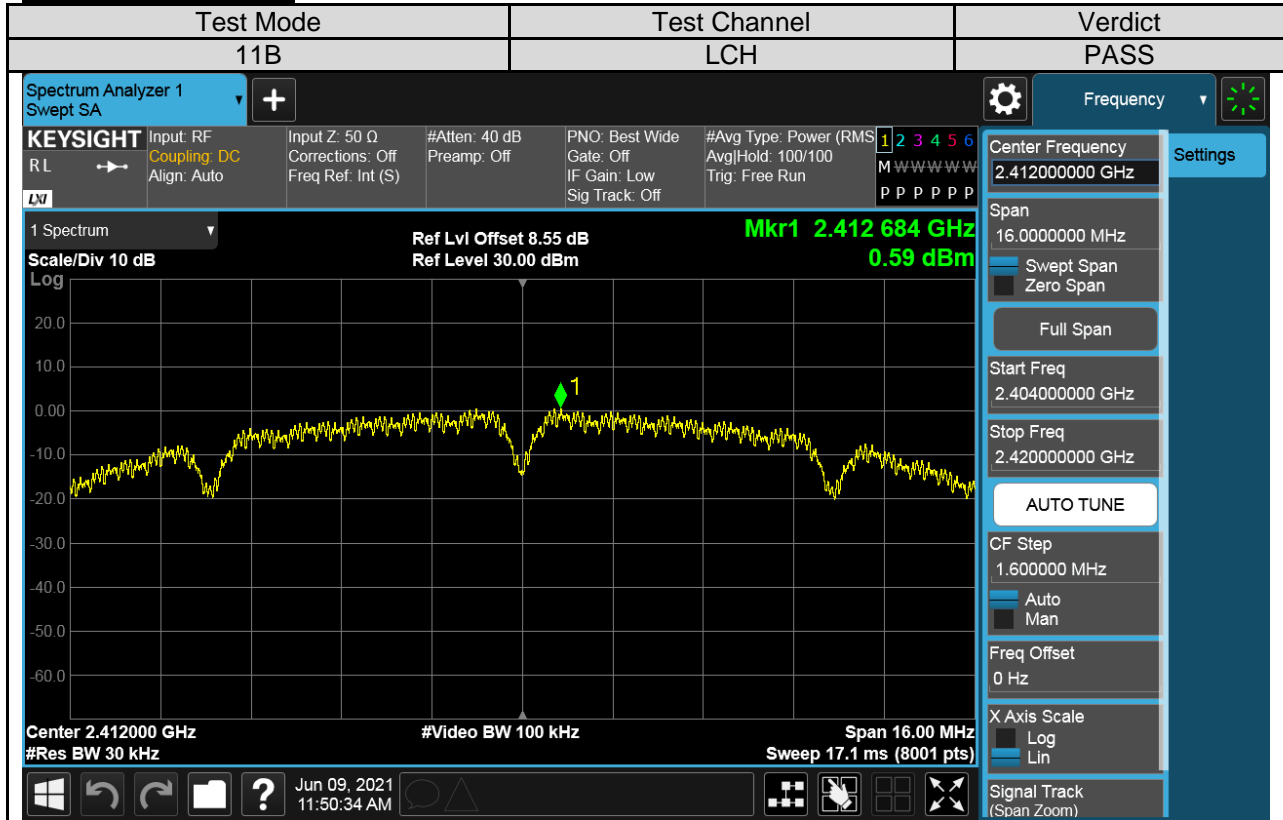 Test Mode Test Channel Verdict
11B LCH PASS
Spectrum Analyzer 1
Swept SA
+
Frequency
KEYSIGHT
R L
LXI
Input: RF
Coupling: DC
Align: Auto
Input Z: 50 Ω
Corrections: Off
Freq Ref: Int (S)
#Atten: 40 dB
Preamp: Off
PNO: Best Wide
Gate: Off
IF Gain: Low
Sig Track: Off
#Avg Type: Power (RMS
Avg|Hold: 100/100
Trig: Free Run
1 2 3 4 5 6
M W W W W W
P P P P P P
1 Spectrum
Scale/Div 10 dB
Log
Ref Lvl Offset 8.55 dB
Ref Level 30.00 dBm
Mkr1 2.412 684 GHz
0.59 dBm
20.0
10.0
0.00
-10.0
-20.0
-30.0
-40.0
-50.0
-60.0
1
Center 2.412000 GHz
#Res BW 30 kHz
#Video BW 100 kHz
Span 16.00 MHz
Sweep 17.1 ms (8001 pts)
Center Frequency
2.412000000 GHz
Settings
Span
16.0000000 MHz
Swept Span
Zero Span
Full Span
Start Freq
2.404000000 GHz
Stop Freq
2.420000000 GHz
AUTO TUNE
CF Step
1.600000 MHz
Auto
Man
Freq Offset
0 Hz
X Axis Scale
Log
Lin
Signal Track
(Span Zoom)
?
Jun 09, 2021
11:50:34 AM